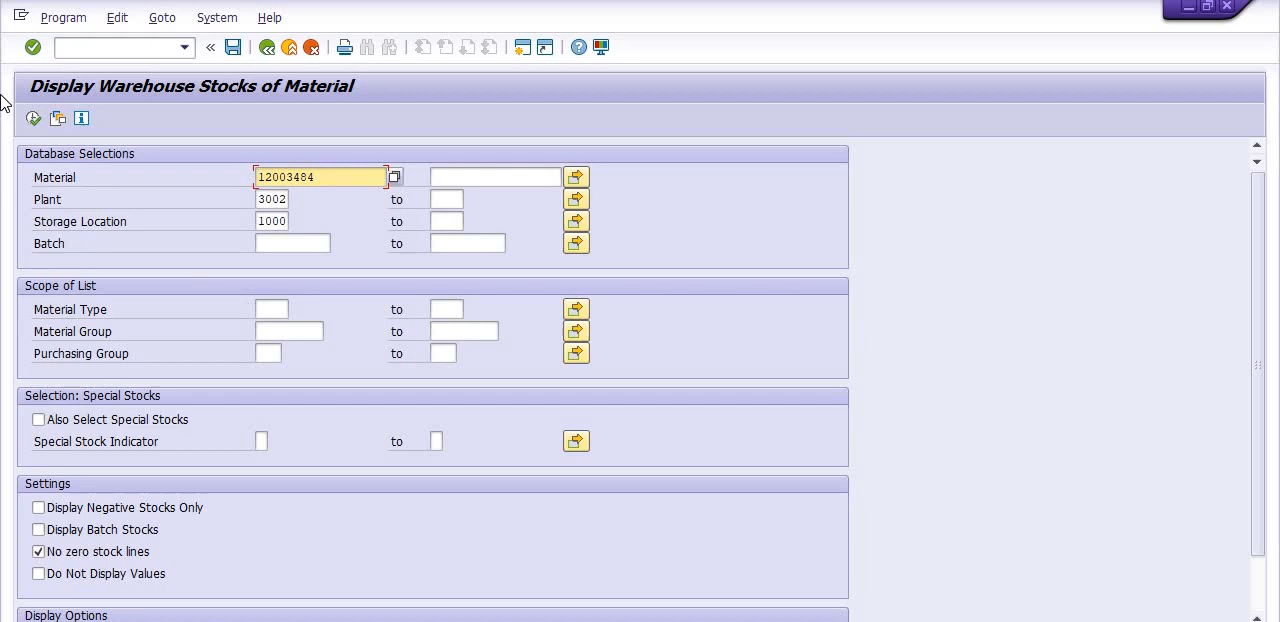 Program Edit Goto System Help
Display Warehouse Stocks of Material
Database Selections
Material 12003484
Plant 3002 to
Storage Location 1000 to
Batch to
Scope of List
Material Type to
Material Group to
Purchasing Group to
Selection: Special Stocks
Also Select Special Stocks
Special Stock Indicator to
Settings
Display Negative Stocks Only
Display Batch Stocks
No zero stock lines
Do Not Display Values
Display Options